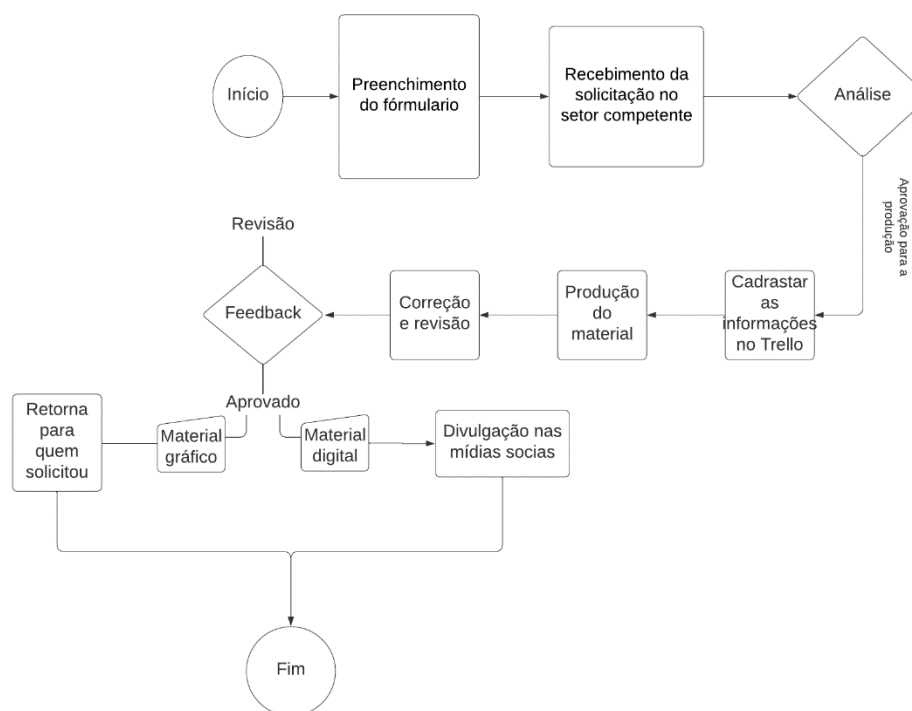 Início
Preenchimento
do fórmulario
Recebimento da
solicitação no
setor competente
Análise
Aprovação para a
produção
Cadrastar
as
informações
no Trello
Produção
do
material
Correção
e revisão
Revisão
Feedback
Aprovado
Retorna
para
quem
solicitou
Material
gráfico
Material
digital
Divulgação nas
mídias socias
Fim